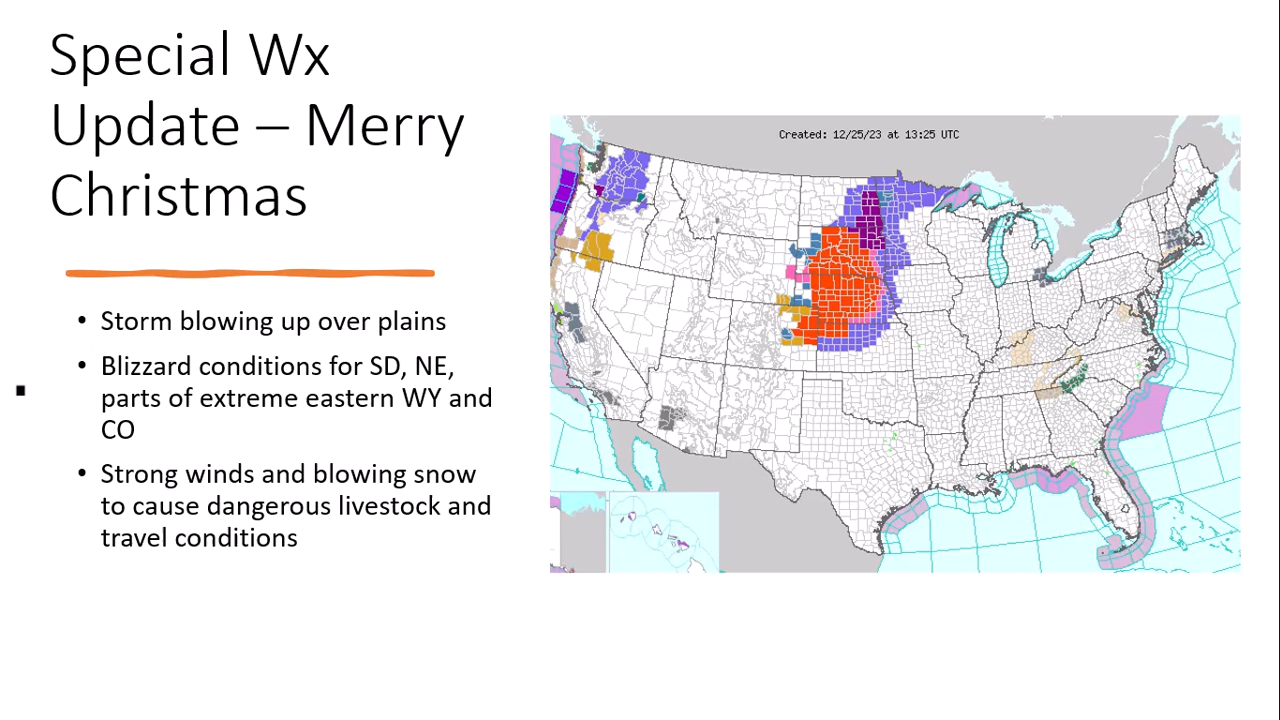 Special Wx
Update – Merry
Christmas
• Storm blowing up over plains
• Blizzard conditions for SD, NE,
parts of extreme eastern WY and
CO
• Strong winds and blowing snow
to cause dangerous livestock and
travel conditions
Created: 12/25/23 at 13:25 UTC